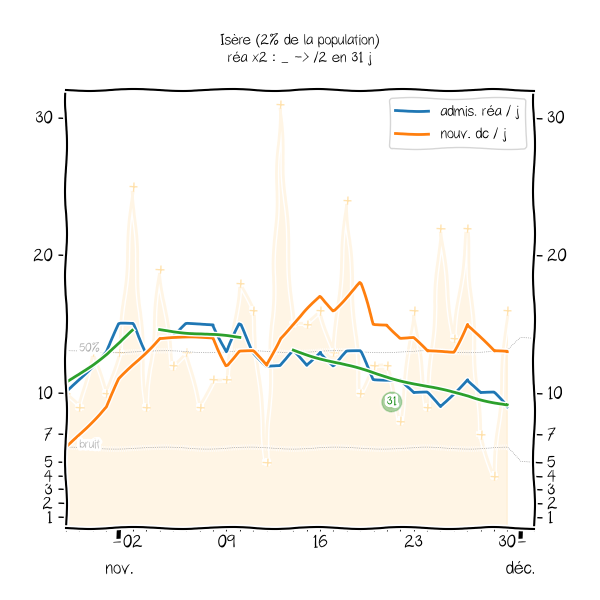 Isère (2% de la population)
réa x2 : _ -> /2 en 31 j
admis. réa / j
nouv. dc / j
30
30
20
20
50%
10
10
31
7
7
bruit
5
5
4
4
3
3
2
2
1
1
02 09 16 23 30
nov. déc.